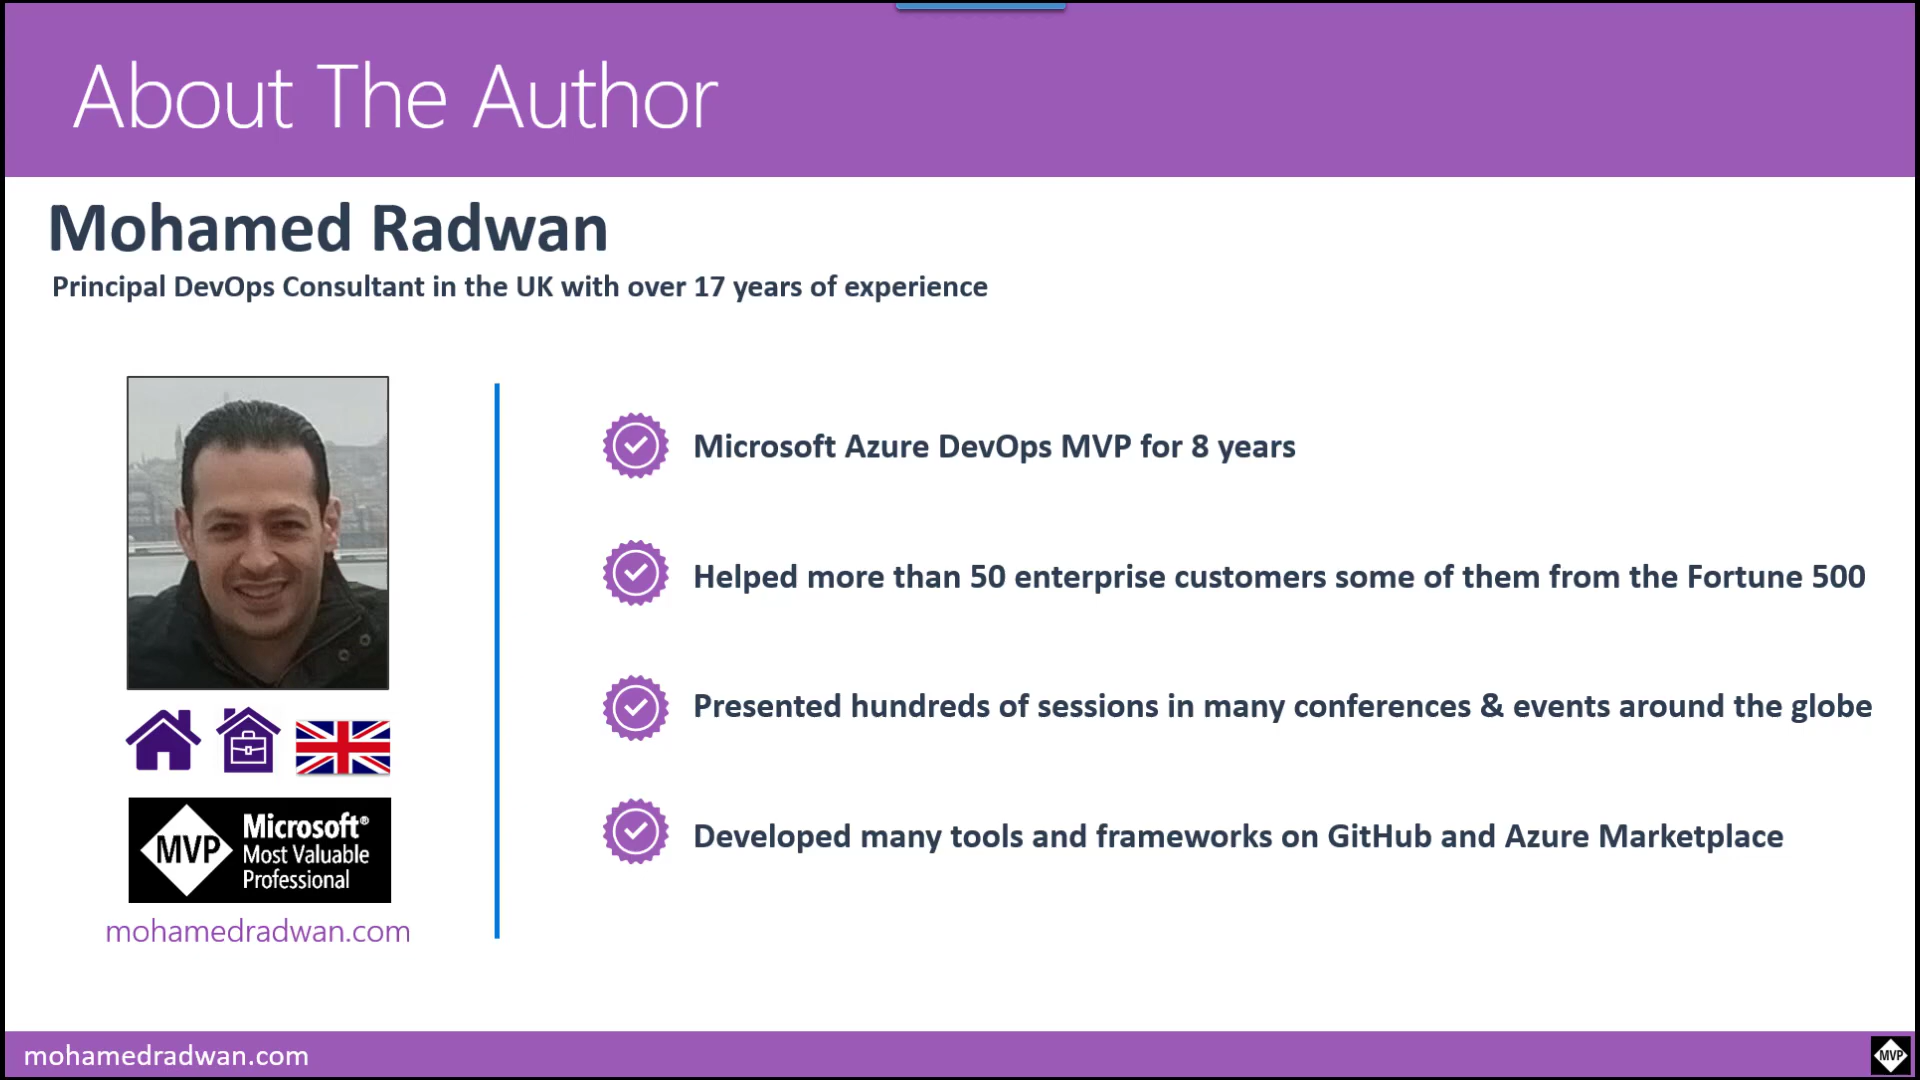 About The Author
Mohamed Radwan
Principal DevOps Consultant in the UK with over 17 years of experience
Microsoft Azure DevOps MVP for 8 years
Helped more than 50 enterprise customers some of them from the Fortune 500
Presented hundreds of sessions in many conferences & events around the globe
Developed many tools and frameworks on GitHub and Azure Marketplace
MVP
Microsoft®
Most Valuable
Professional
mohamedradwan.com
mohamedradwan.com
MVP